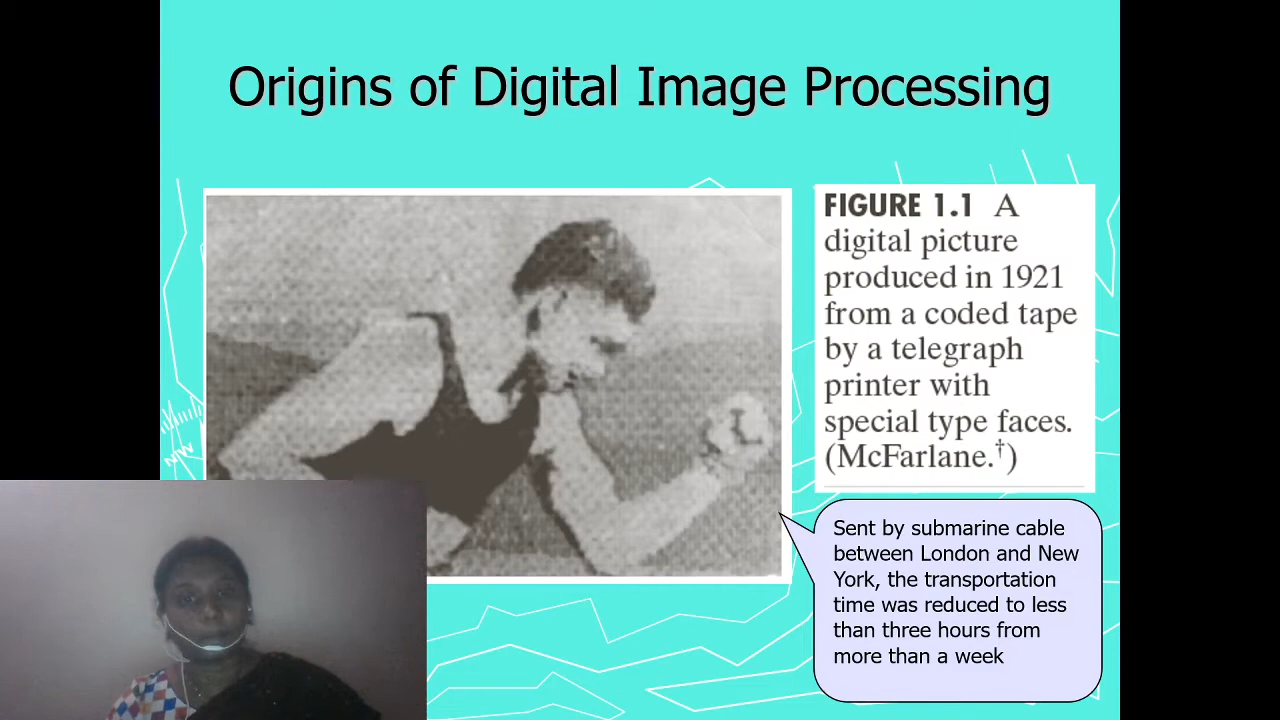 Origins of Digital Image Processing
FIGURE 1.1 A
digital picture
produced in 1921
from a coded tape
by a telegraph
printer with
special type faces.
(McFarlane.†)
NW
Sent by submarine cable
between London and New
York, the transportation
time was reduced to less
than three hours from
more than a week